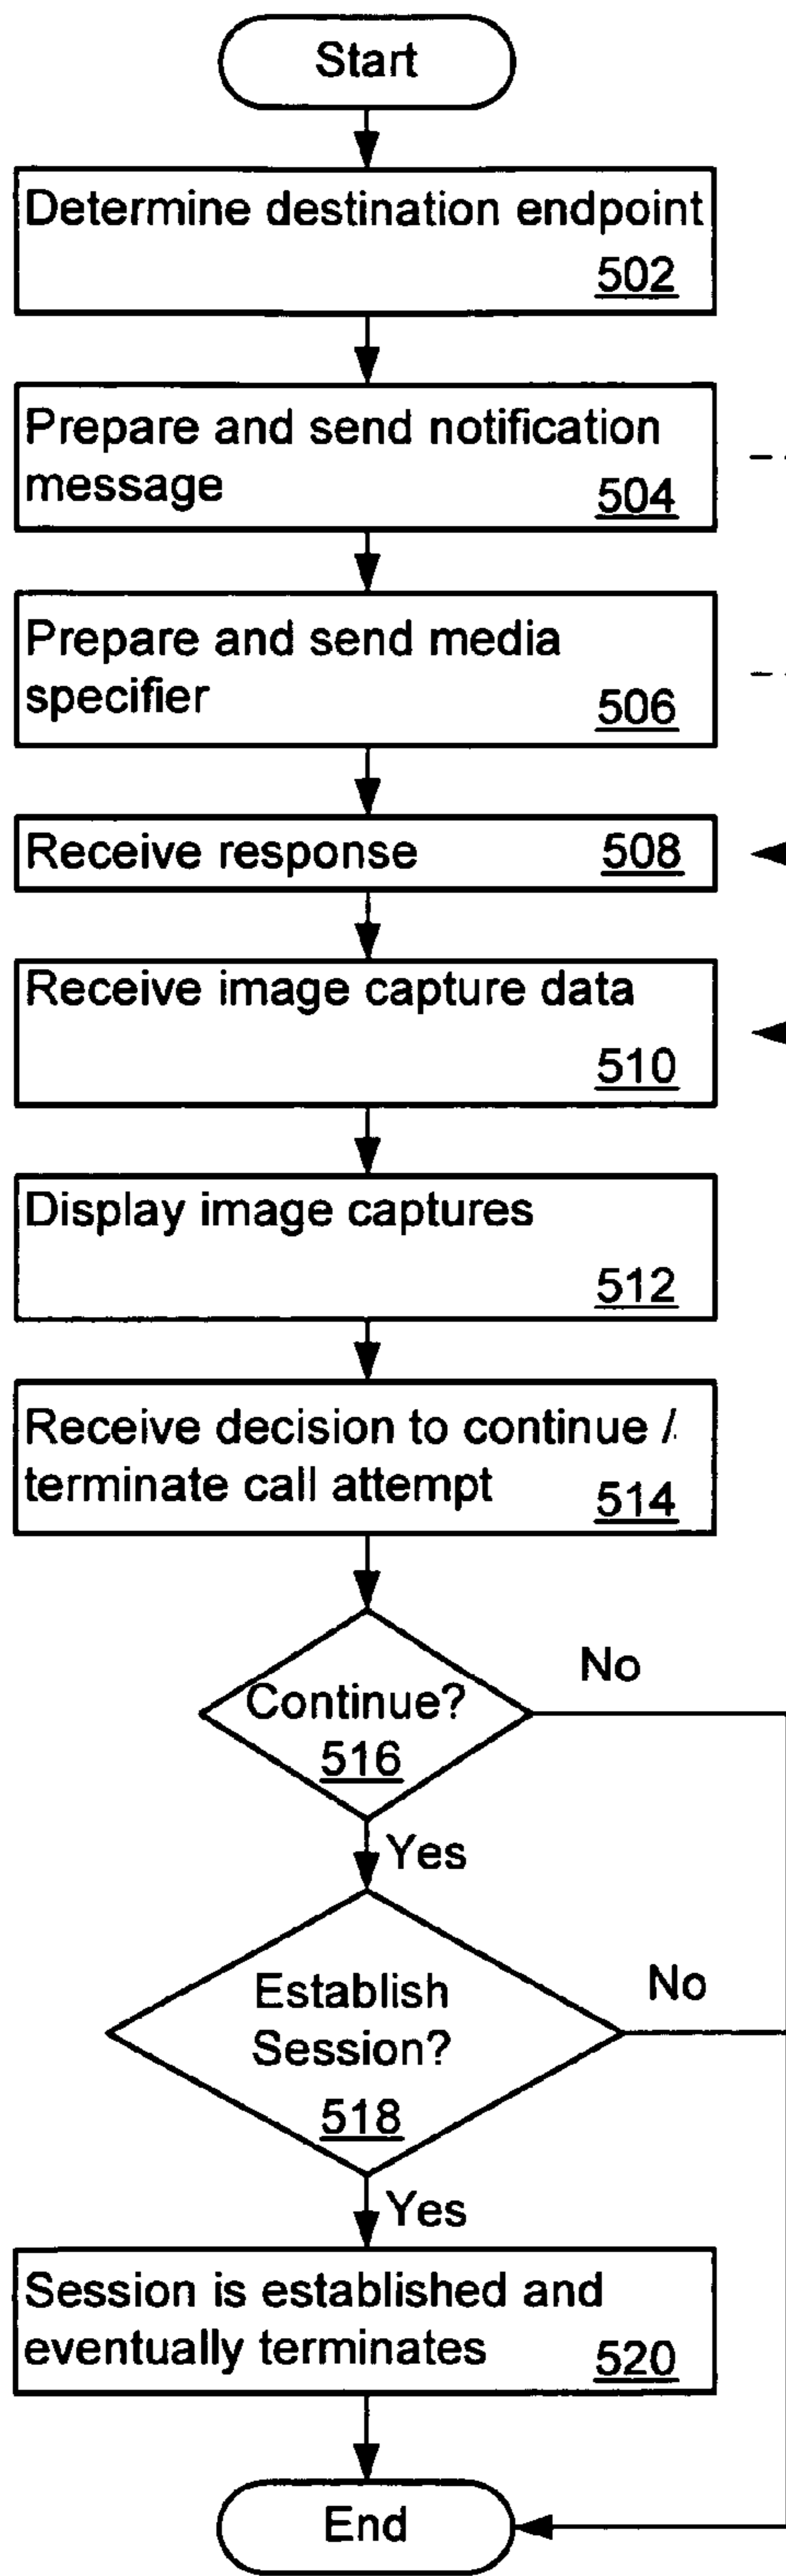 Start
Determine destination endpoint
502
Prepare and send notification
message
504
Prepare and send media
specifier
506
Receive response
508
Receive image capture data
510
Display image captures
512
Receive decision to continue /
terminate call attempt
514
Continue?
516
No
Yes
Establish
Session?
518
No
Yes
Session is established and
eventually terminates
520
End